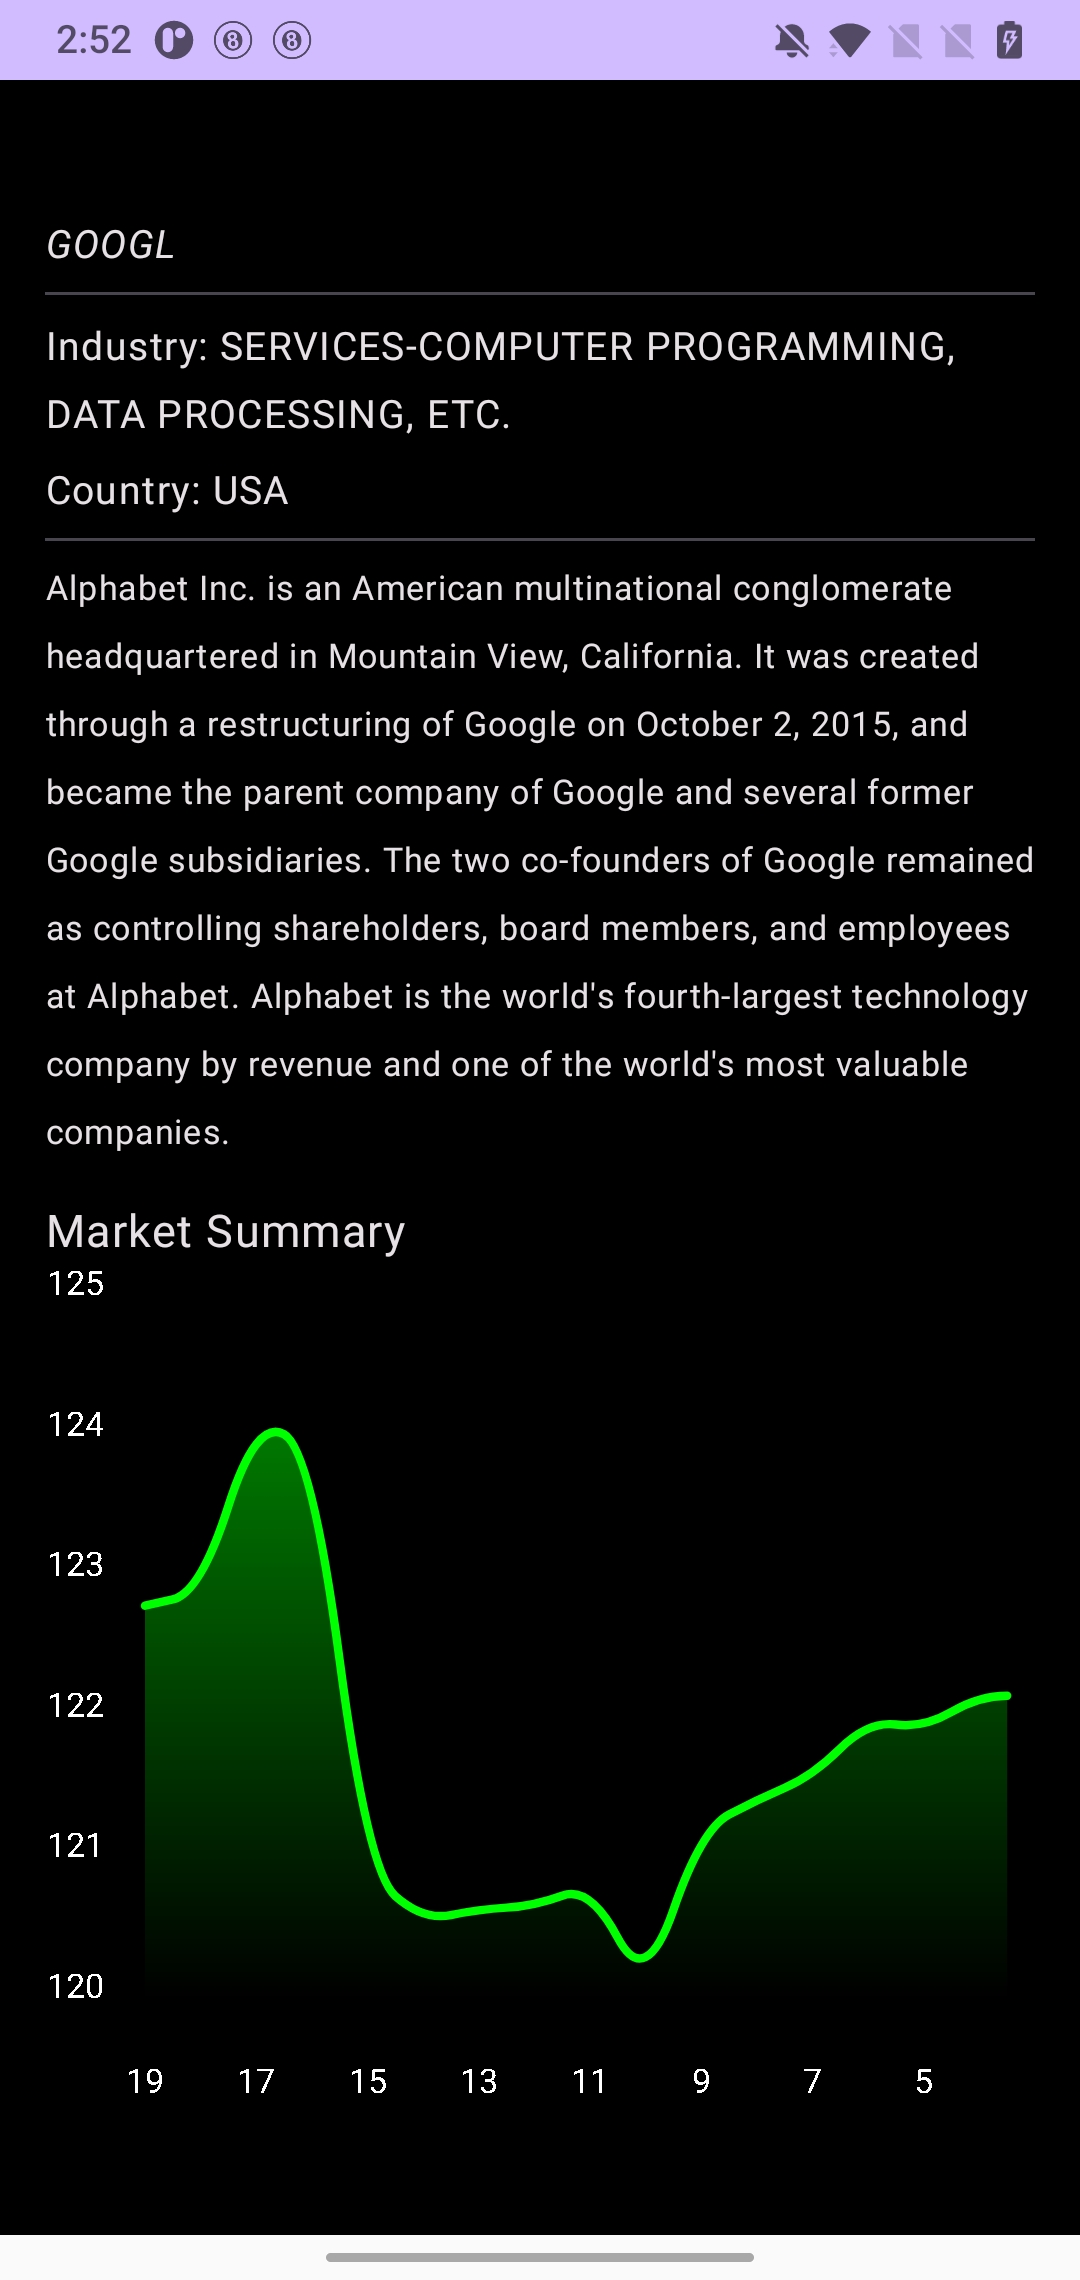 2:52
GOOGL
Industry: SERVICES-COMPUTER PROGRAMMING,
DATA PROCESSING, ETC.
Country: USA
Alphabet Inc. is an American multinational conglomerate
headquartered in Mountain View, California. It was created
through a restructuring of Google on October 2, 2015, and
became the parent company of Google and several former
Google subsidiaries. The two co-founders of Google remained
as controlling shareholders, board members, and employees
at Alphabet. Alphabet is the world's fourth-largest technology
company by revenue and one of the world's most valuable
companies.
Market Summary
125
124
123
122
121
120
19 17 15 13 11 9 7 5